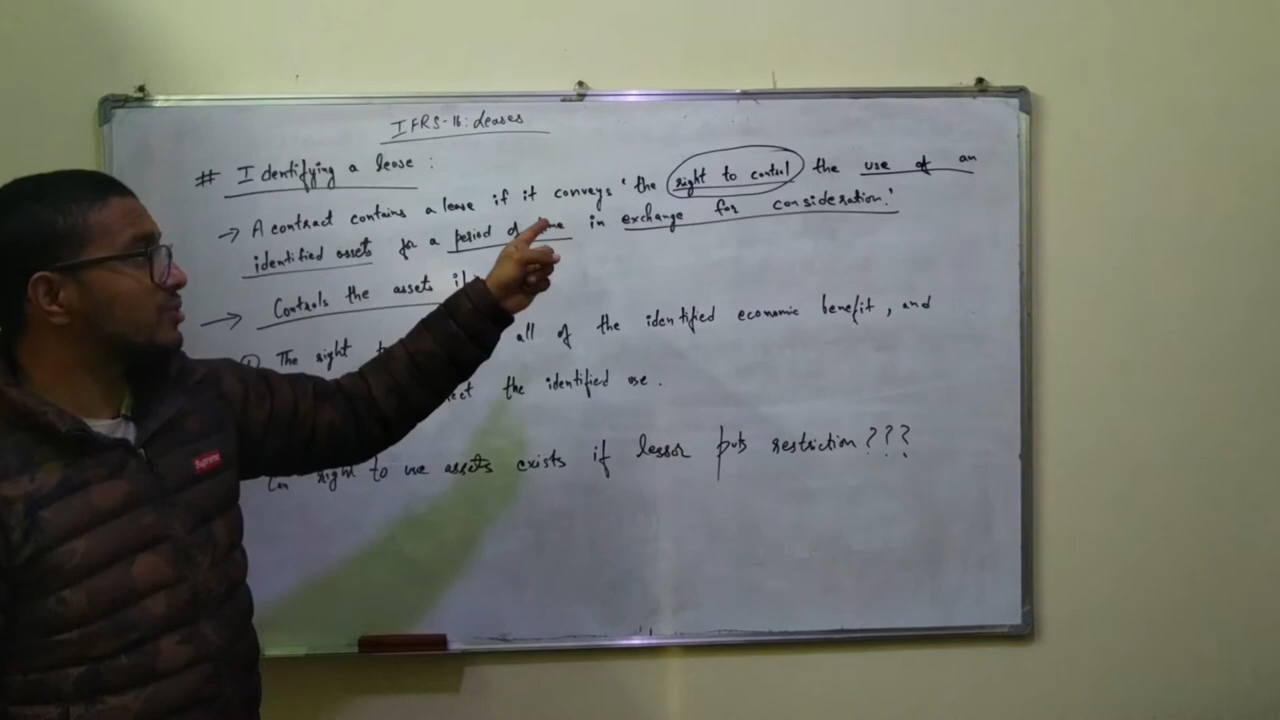 IFRS-16: Leases
# Identifying a lease :
→ A contract contains a lease if it conveys 'the right to control the use of an
identified assets for a period of in exchange for consideration.'
→ Controls the assets
① The right all of the identified economic benefit, and
the identified use.
right to use assets exists if lessor puts restriction ???
Supreme